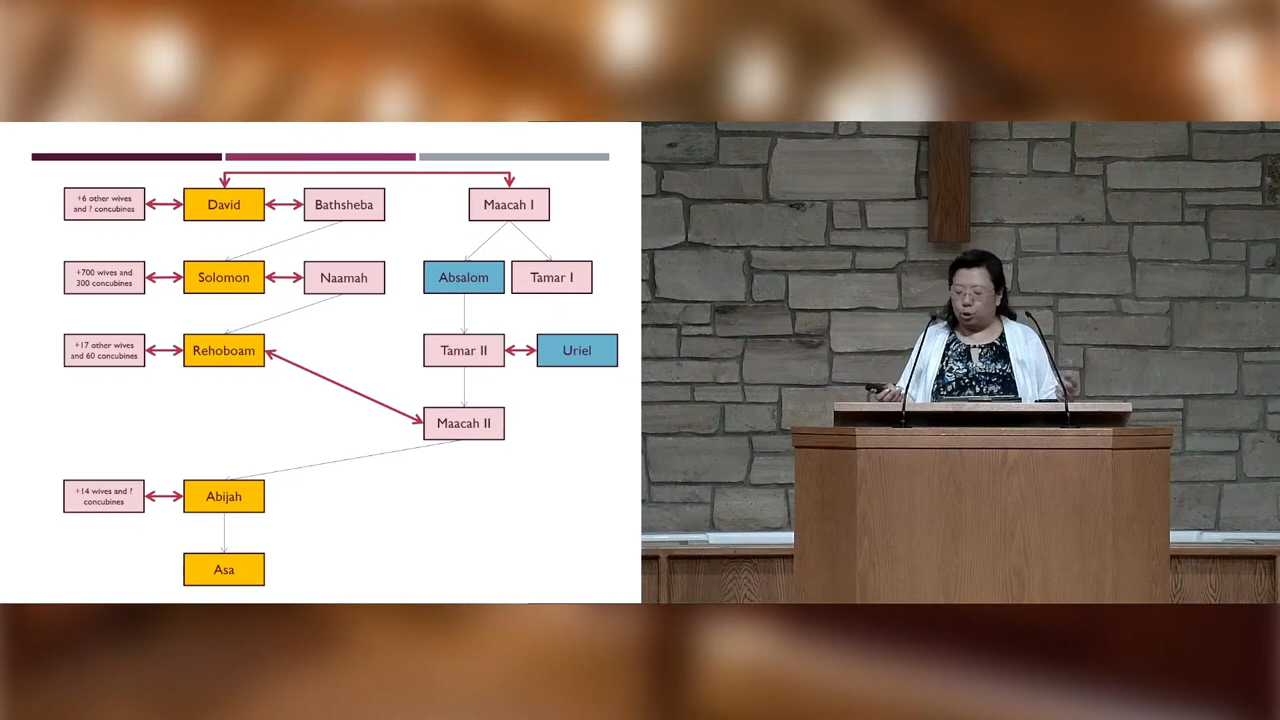 +6 other wives
and ? concubines
David
Bathsheba
Maacah I
+700 wives and
300 concubines
Solomon
Naamah
Absalom
Tamar I
+17 other wives
and 60 concubines
Rehoboam
Tamar II
Uriel
Maacah II
+14 wives and ?
concubines
Abijah
Asa